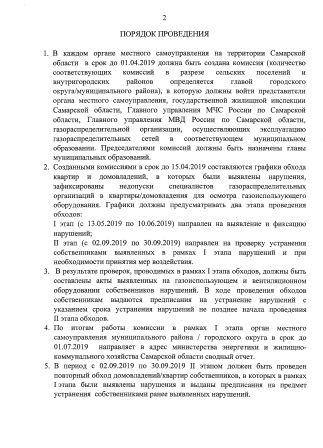 2
ПОРЯДОК ПРОВЕДЕНИЯ
1. В каждом органе местного самоуправления на территории Самарской
области в срок до 01.04.2019 должна быть создана комиссия (количество
соответствующих комиссий в разрезе сельских поселений и
внутригородских районов определяется главой городского
округа/муниципального района), в которую должны войти представители
органа местного самоуправления, государственной жилищной инспекции
Самарской области, Главного управления МЧС России по Самарской
области, Главного управления МВД России по Самарской области,
газораспределительной организации, осуществляющих эксплуатацию
газораспределительных сетей в соответствующем муниципальном
образовании. Председателями комиссий должны быть назначены главы
муниципальных образований.
2. Созданными комиссиями в срок до 15.04.2019 составляются графики обхода
квартир и домовладений, в которых были выявлены нарушения,
зафиксированы недопуски специалистов газораспределительных
организаций в квартиры/домовладения для осмотра газоиспользующего
оборудования. Графики должны предусматривать два этапа проведения
обходов:
I этап (с 13.05.2019 по 10.06.2019) направлен на выявление и фиксацию
нарушений;
II этап (с 02.09.2019 по 30.09.2019) направлен на проверку устранения
собственниками выявленных в рамках I этапа нарушений и при
необходимости принятия мер воздействия.
3. В результате проверок, проводимых в рамках I этапа обходов, должны быть
составлены акты выявленных на газоиспользующем и вентиляционном
оборудовании собственников нарушений. В ходе проведения обходов
собственникам выдаются предписания на устранение нарушений с
указанием срока устранения нарушений не позднее начала проведения
II этапа обходов.
4. По итогам работы комиссии в рамках I этапа орган местного
самоуправления муниципального района / городского округа в срок до
01.07.2019 направляет в адрес министерства энергетики и жилищно-
коммунального хозяйства Самарской области сводный отчет.
5. В период с 02.09.2019 по 30.09.2019 II этапом должен быть проведен
повторный обход домовладений/квартир собственников, в которых в рамках
I этапа были выявлены нарушения и выданы предписания на предмет
устранения собственниками ранее выявленных нарушений.